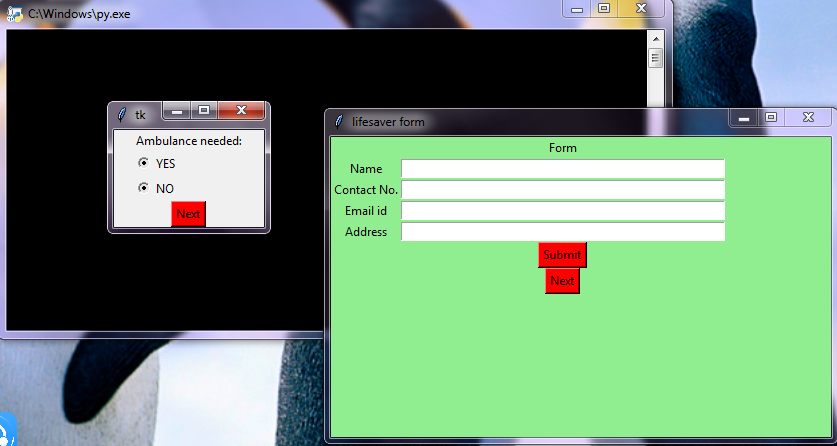 C:\Windows\py.exe
tk
Ambulance needed:
YES
NO
Next
lifesaver form
Form
Name
Contact No.
Email id
Address
Submit
Next